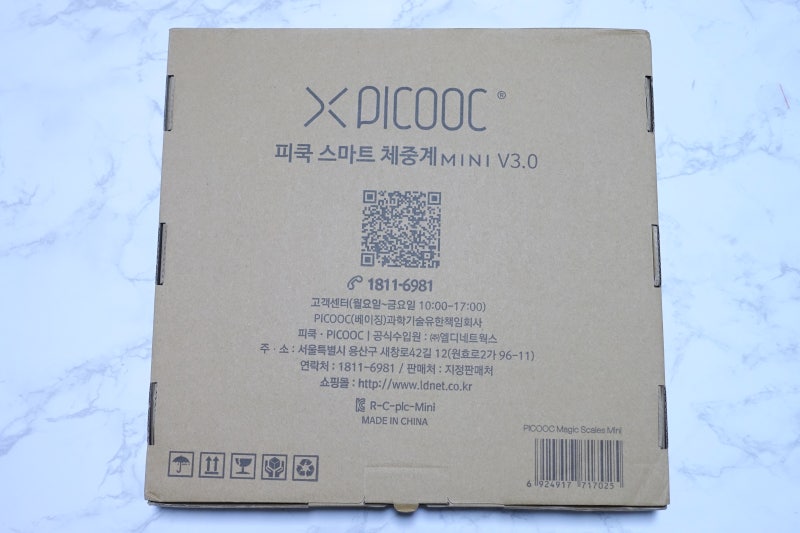 PICOOC®
피쿡 스마트 체중계 MINI V3.0
1811-6981
고객센터(월요일~금요일 10:00-17:00)
PICOOC(베이징)과학기술유한책임회사
피쿡 · PICOOC | 공식수입원 : ㈜엘디네트웍스
주 · 소 : 서울특별시 용산구 새창로42길 12(원효로2가 96-11)
연락처 : 1811-6981 / 판매처 : 지정판매처
쇼핑몰 : http://www.ldnet.co.kr
R-C-plc-Mini
MADE IN CHINA
PICOOC Magic Scales Mini
6 924917 717025